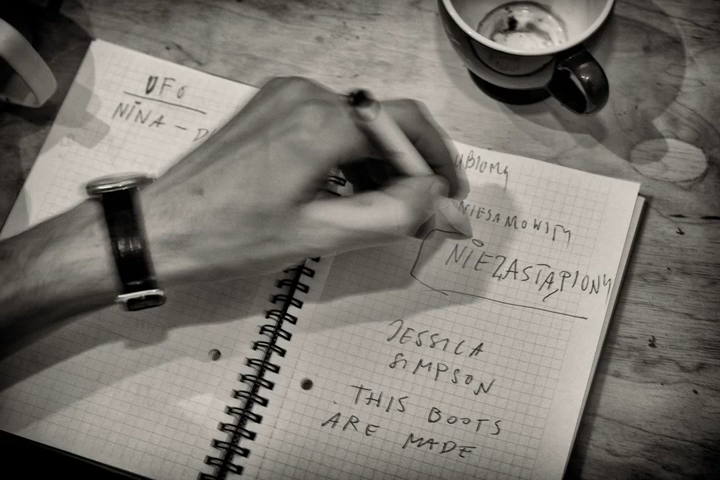 UFO
NINA -
NIESAMOWITY
NIEZASTĄPIONY
JESSICA
SIMPSON
THIS BOOTS
ARE MADE